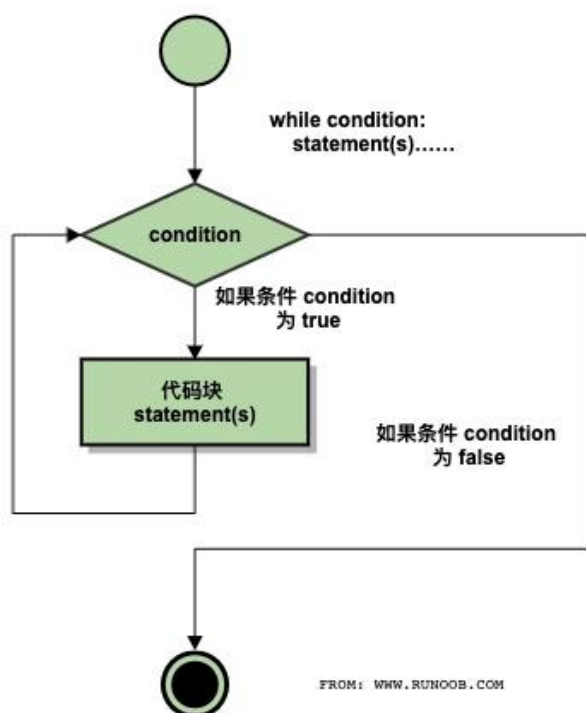 while condition:
statement(s)……
condition
如果条件 condition
为 true
代码块
statement(s)
如果条件 condition
为 false
FROM: WWW.RUNOOB.COM